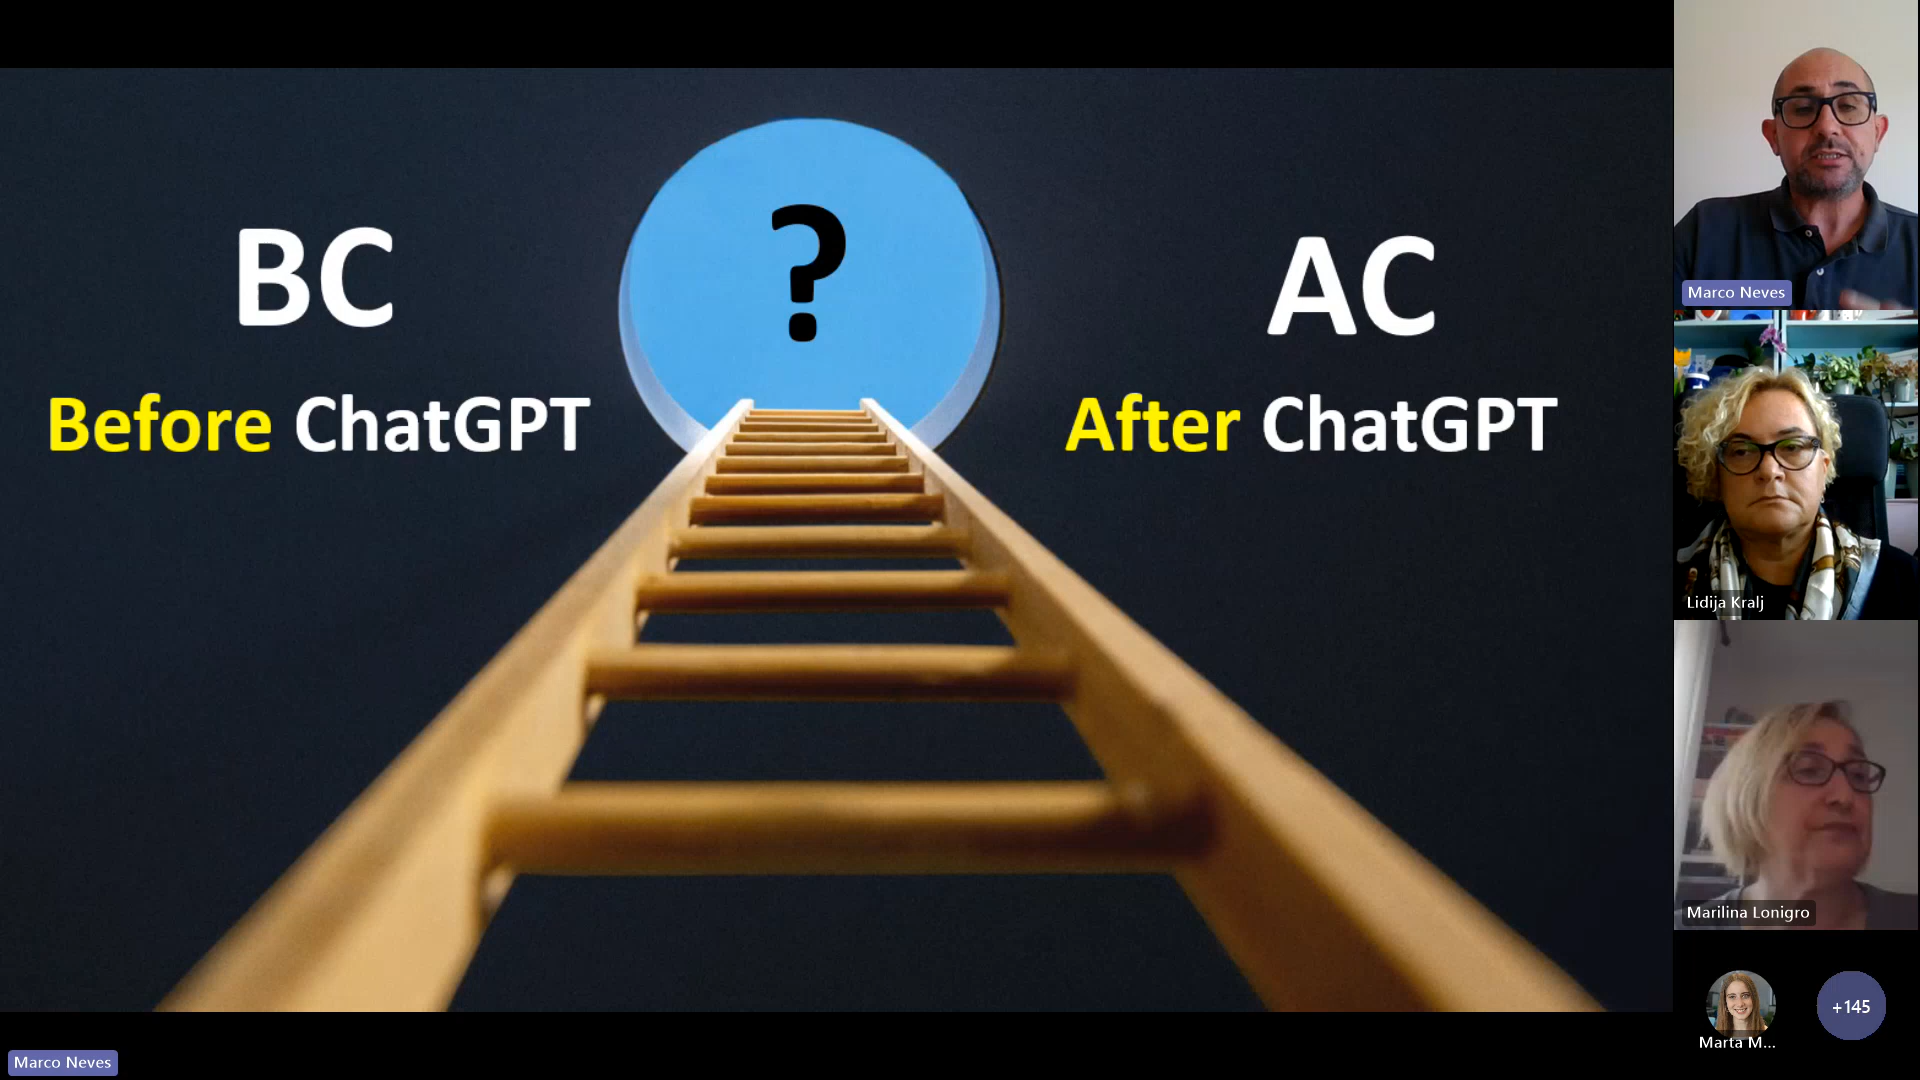 BC
Before ChatGPT
?
AC
After ChatGPT
Marco Neves
Lidija Kralj
Marilina Lonigro
Marta M...
+145
Marco Neves